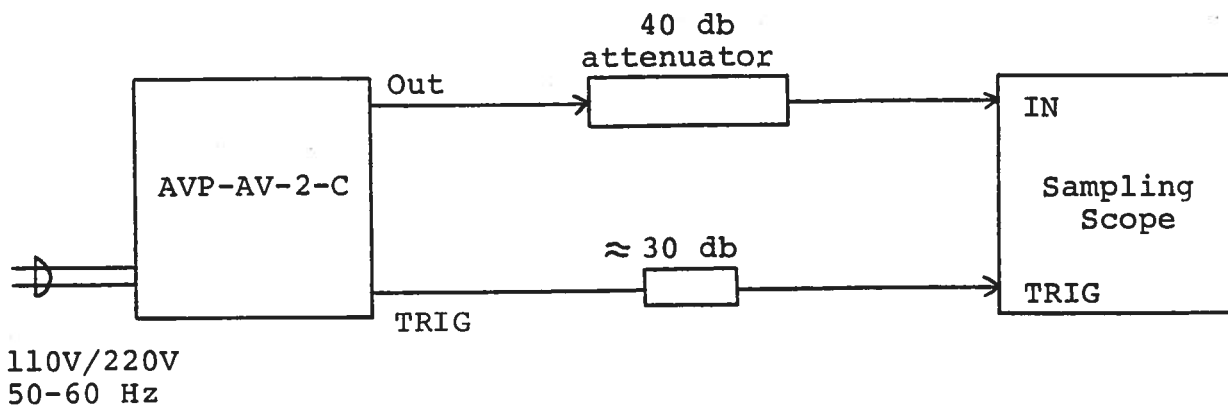 40 db
attenuator
Out
IN
AVP-AV-2-C
Sampling
Scope
≈ 30 db
TRIG
TRIG
110V/220V
50-60 Hz